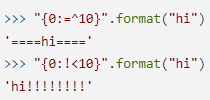 >>> "{0:=^10}".format("hi")
'====hi===='
>>> "{0:!<10}".format("hi")
'hi!!!!!!!!'